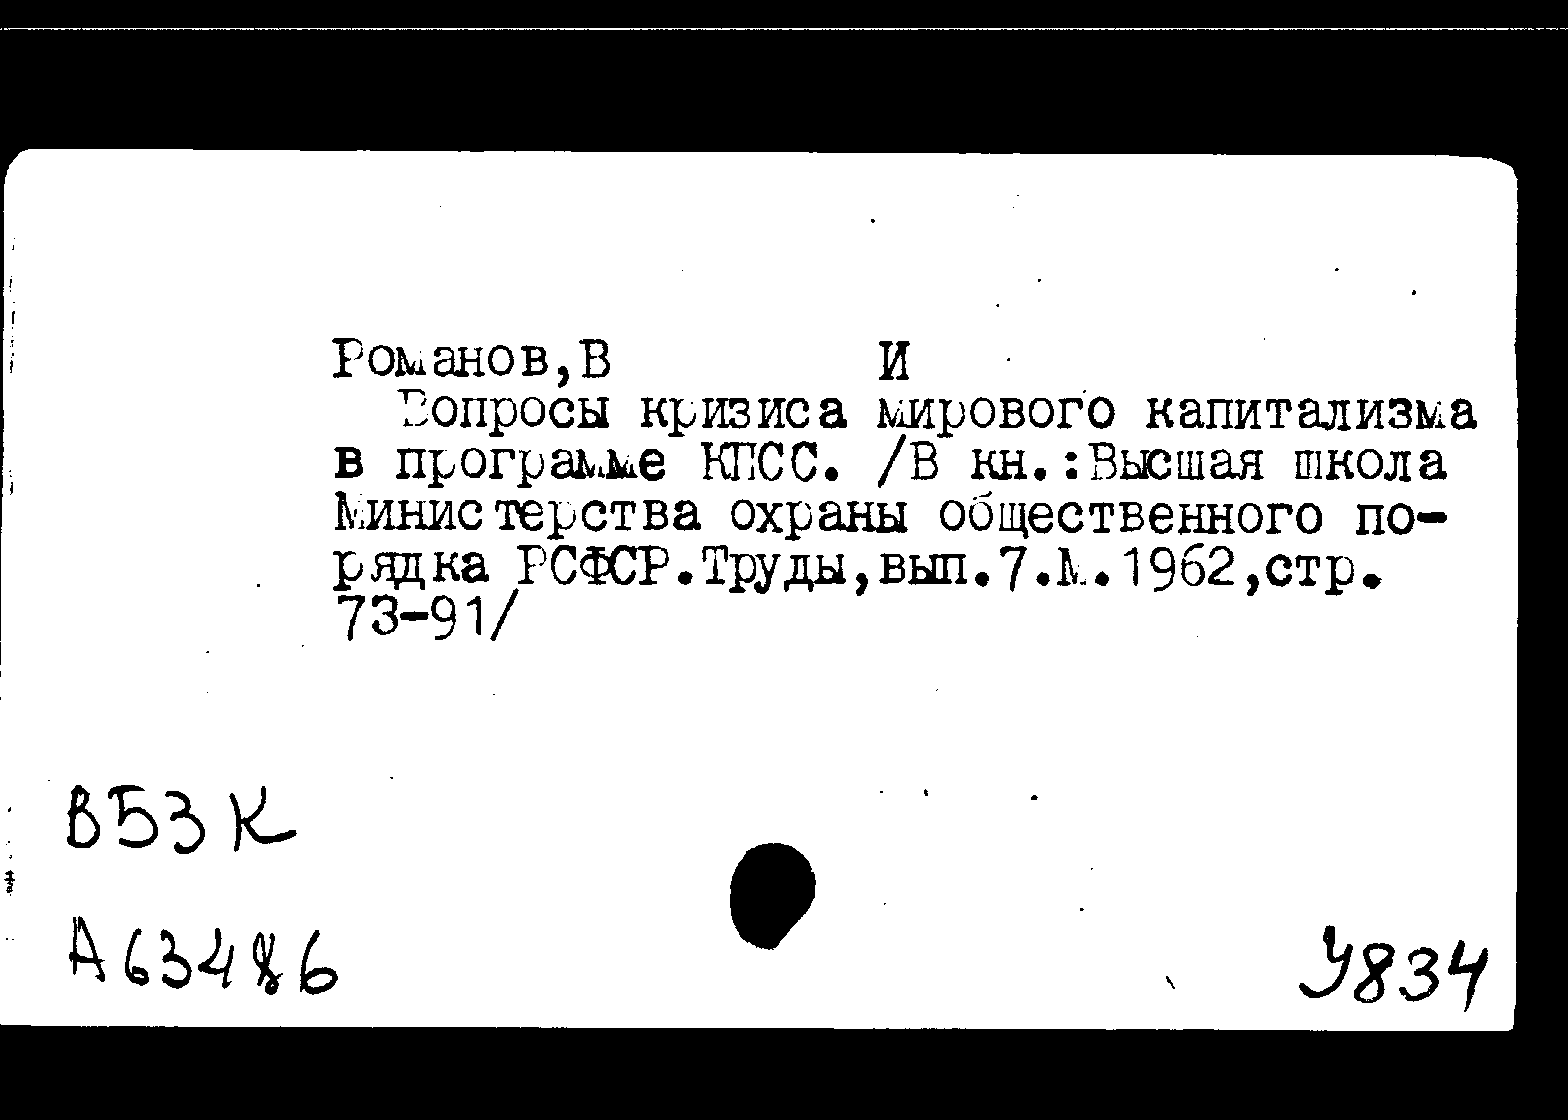 Романов,В И
Вопросы кризиса мирового капитализма
в программе КПСС. /В кн.:Высшая школа
Министерства охраны общественного по-
рядка РСФСР.Труды,вып.7.М.1962,стр.
73-91/
В53К
А63486
У834